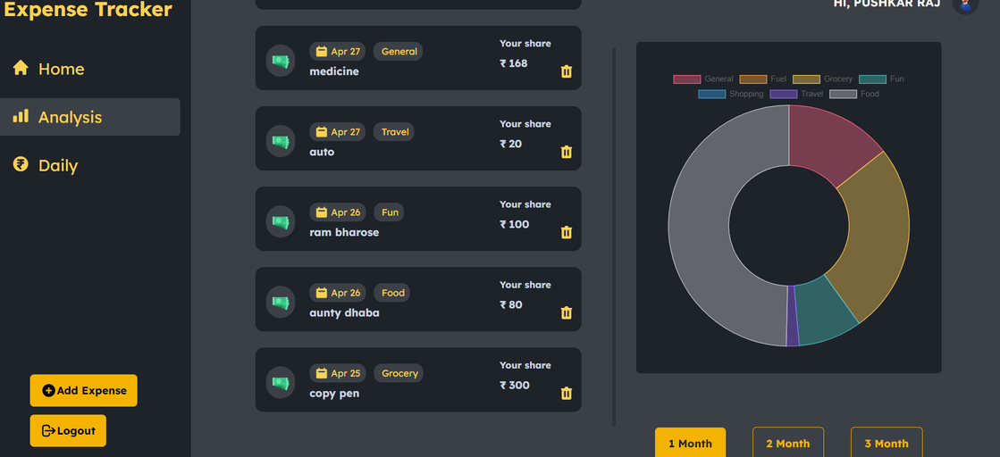 Expense Tracker
Home
Analysis
Daily
Add Expense
Logout
Apr 27 General
medicine
Your share
₹ 168
Apr 27 Travel
auto
Your share
₹ 20
Apr 26 Fun
ram bharose
Your share
₹ 100
Apr 26 Food
aunty dhaba
Your share
₹ 80
Apr 25 Grocery
copy pen
Your share
₹ 300
HI, PUSHKAR RAJ
General Fuel Grocery Fun
Shopping Travel Food
1 Month 2 Month 3 Month